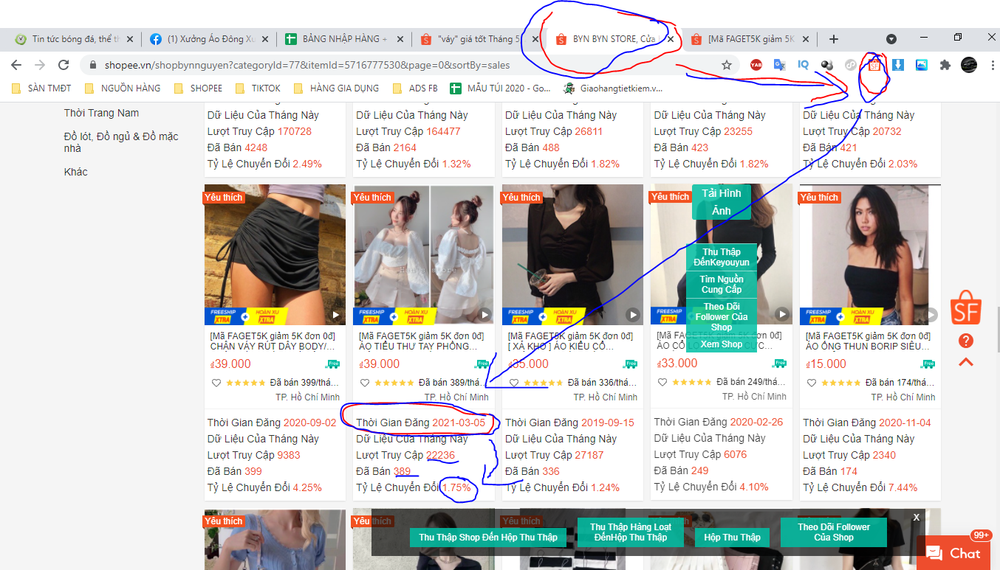 Tin tức bóng đá, thể th
(1) Xưởng Áo Đông Xu
BẢNG NHẬP HÀNG +
"váy" giá tốt Tháng 5
BYN BYN STORE, Cửa
[Mã FAGET5K giảm 5K
shopee.vn/shopbynnguyen?categoryId=77&itemId=5716777530&page=0&sortBy=sales
YAB
IQ
SF
SÀN TMĐT
NGUỒN HÀNG
SHOPEE
TIKTOK
HÀNG GIA DỤNG
ADS FB
MẪU TÚI 2020 - Go...
Giaohangtietkiem.v...
Thời Trang Nam
Đồ lót, Đồ ngủ & Đồ mặc
nhà
Khác
Dữ Liệu Của Tháng Này
Lượt Truy Cập 170728
Đã Bán 4248
Tỷ Lệ Chuyển Đổi 2.49%
Dữ Liệu Của Tháng Này
Lượt Truy Cập 164477
Đã Bán 2164
Tỷ Lệ Chuyển Đổi 1.32%
Dữ Liệu Của Tháng Này
Lượt Truy Cập 26811
Đã Bán 488
Tỷ Lệ Chuyển Đổi 1.82%
Dữ Liệu Của Tháng Này
Lượt Truy Cập 23255
Đã Bán 423
Tỷ Lệ Chuyển Đổi 1.82%
Dữ Liệu Của Tháng Này
Lượt Truy Cập 20732
Đã Bán 421
Tỷ Lệ Chuyển Đổi 2.03%
Yêu thích
FREESHIP XTRA + HOÀN XU XTRA
[Mã FAGET5K giảm 5K đơn 0đ]
CHÂN VÁY RÚT DÂY BODY/...
₫39.000
Free
Đã bán 399/thá...
TP. Hồ Chí Minh
Thời Gian Đăng 2020-09-02
Dữ Liệu Của Tháng Này
Lượt Truy Cập 9383
Đã Bán 399
Tỷ Lệ Chuyển Đổi 4.25%
Yêu thích
FREESHIP XTRA + HOÀN XU XTRA
[Mã FAGET5K giảm 5K đơn 0đ]
ÁO TIỂU THƯ TAY PHỒNG...
₫39.000
Free
Đã bán 389/thá...
TP. Hồ Chí Minh
Thời Gian Đăng 2021-03-05
Dữ Liệu Của Tháng Này
Lượt Truy Cập 22236
Đã Bán 389
Tỷ Lệ Chuyển Đổi 1.75%
Yêu thích
FREESHIP XTRA + HOÀN XU XTRA
[Mã FAGET5K giảm 5K đơn 0đ]
[ XẢ KHO ] ÁO KIỂU CỔ...
₫35.000
Free
Đã bán 336/thá...
TP. Hồ Chí Minh
Thời Gian Đăng 2019-09-15
Dữ Liệu Của Tháng Này
Lượt Truy Cập 27187
Đã Bán 336
Tỷ Lệ Chuyển Đổi 1.24%
Yêu thích
Tải Hình
Ảnh
Thu Thập
ĐếnKeyouyun
Tìm Nguồn
Cung Cấp
Theo Dõi
Follower Của
Shop
Xem Shop
FREESHIP XTRA + HOÀN XU XTRA
[Mã FAGET5K giảm 5K đơn 0đ]
₫33.000
Free
Đã bán 249/thá...
TP. Hồ Chí Minh
Thời Gian Đăng 2020-02-26
Dữ Liệu Của Tháng Này
Lượt Truy Cập 6076
Đã Bán 249
Tỷ Lệ Chuyển Đổi 4.10%
Yêu thích
FREESHIP XTRA + HOÀN XU XTRA
[Mã FAGET5K giảm 5K đơn 0đ]
ÁO ỐNG THUN BORIP SIÊU...
₫15.000
Free
Đã bán 174/thá...
TP. Hồ Chí Minh
Thời Gian Đăng 2020-11-04
Dữ Liệu Của Tháng Này
Lượt Truy Cập 2340
Đã Bán 174
Tỷ Lệ Chuyển Đổi 7.44%
SF
?
Yêu thích
Yêu thích
Thu Thập Shop Đến Hộp Thu Thập
Thu Thập Hàng Loạt
ĐếnHộp Thu Thập
Hộp Thu Thập
Theo Dõi Follower
Của Shop
X
99+
Chat